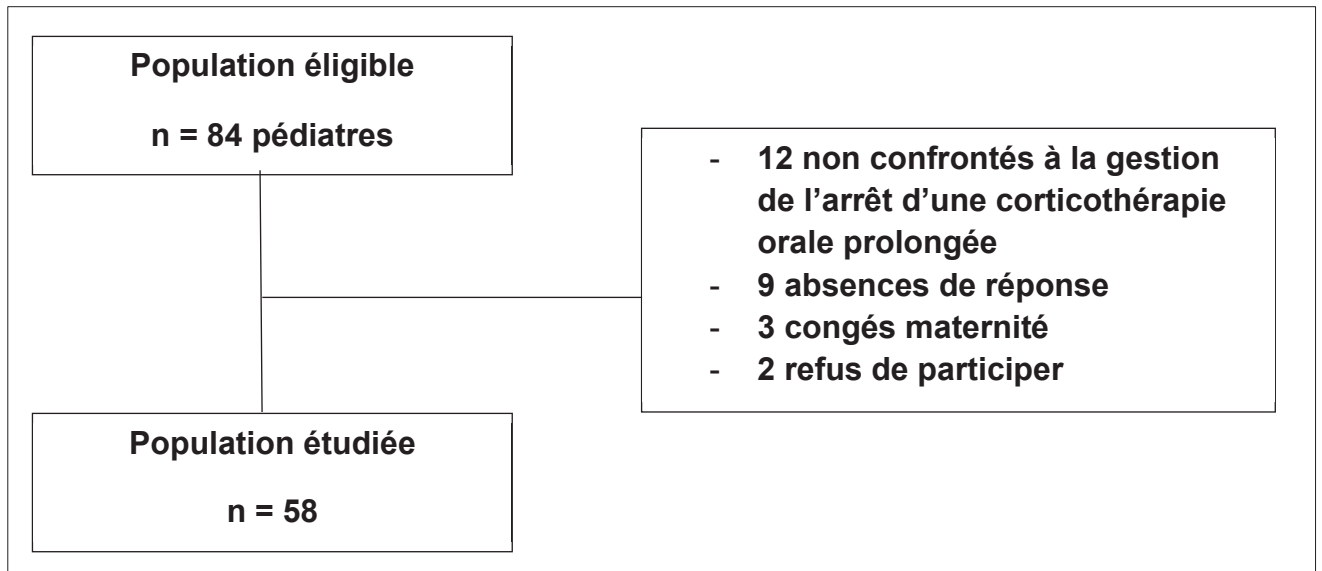 Population éligible
n = 84 pédiatres
- 12 non confrontés à la gestion
de l’arrêt d’une corticothérapie
orale prolongée
- 9 absences de réponse
- 3 congés maternité
- 2 refus de participer
Population étudiée
n = 58